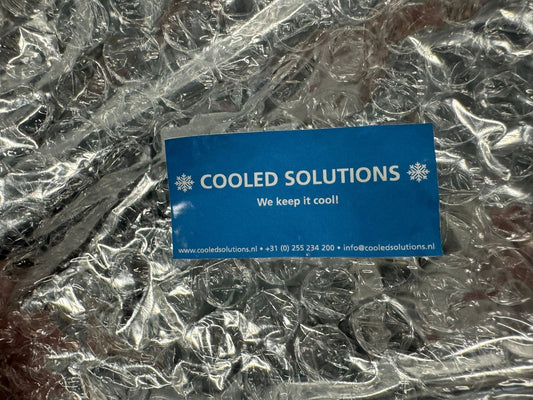 COOLED SOLUTIONS
We keep it cool!
www.cooledsolutions.nl • +31 (0) 255 234 200 • info@cooledsolutions.nl